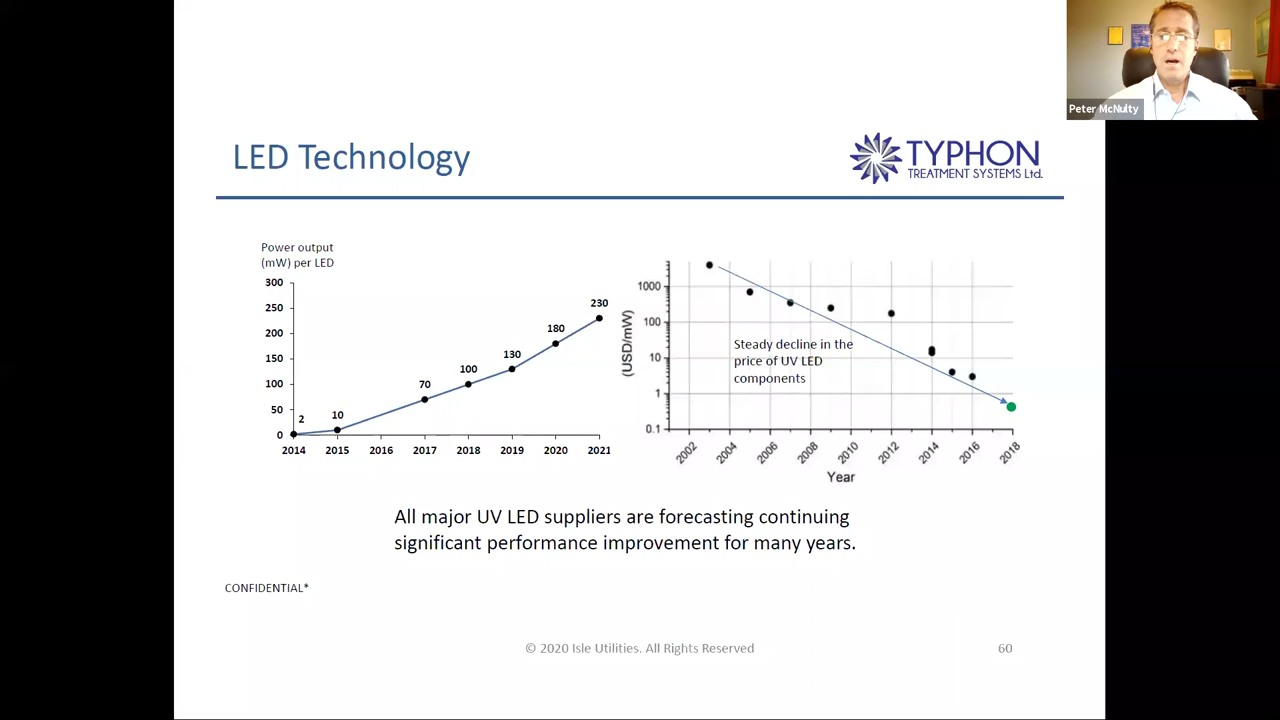 Peter McNulty
LED Technology
TYPHON
TREATMENT SYSTEMS Ltd.
Power output
(mW) per LED
300
250
200
150
100
50
0
2
10
70
100
130
180
230
2014
2015
2016
2017
2018
2019
2020
2021
(USD/mW)
1000
100
10
1
0.1
Steady decline in the
price of UV LED
components
2002
2004
2006
2008
2010
2012
2014
2016
2018
Year
All major UV LED suppliers are forecasting continuing
significant performance improvement for many years.
CONFIDENTIAL*
© 2020 Isle Utilities. All Rights Reserved
60